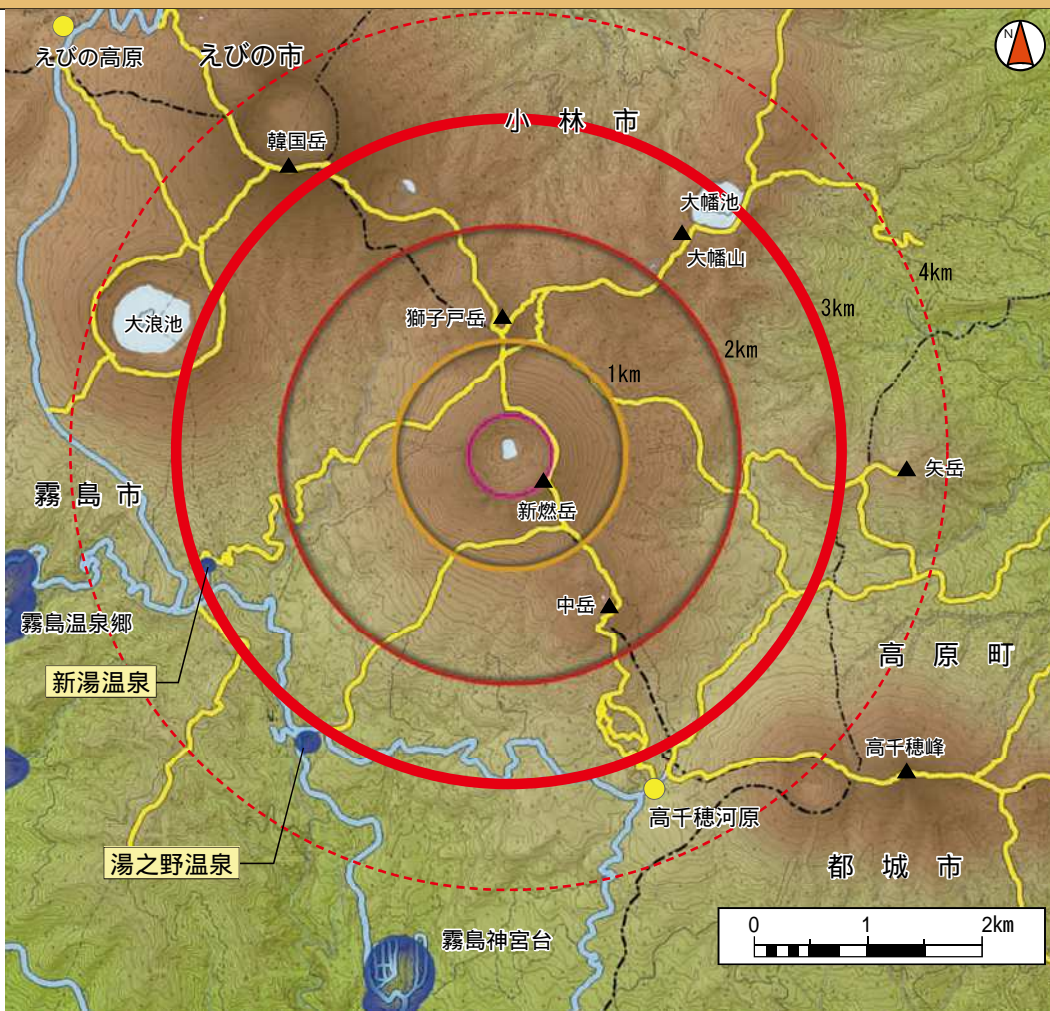 N
えびの高原
えびの市
小林市
韓国岳
大幡池
大幡山
4km
3km
獅子戸岳
大浪池
2km
1km
矢岳
霧島市
新燃岳
中岳
霧島温泉郷
高原町
新湯温泉
高千穂峰
高千穂河原
湯之野温泉
都城市
霧島神宮台
0 1 2km